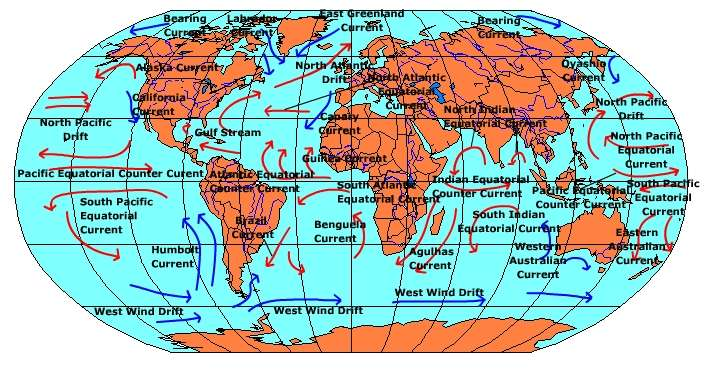 Bearing
Current
Labrador
Current
East Greenland
Current
Bearing
Current
Alaska Current
North Atlantic
Drift
Oyashio
Current
North Atlantic
Equatorial
Current
California
Current
North Pacific
Drift
North Indian
Equatorial Current
Canary
Current
North Pacific
Drift
Gulf Stream
North Pacific
Equatorial
Current
Guinea Current
Pacific Equatorial Counter Curent
Atlantic Equatorial
Counter Current
South Atlantic
Equatorial Current
Indian Equatorial
Counter Current
Pacific Equatorial
Counter Current
South Pacific
Equatorial
Current
South Pacific
Equatorial
Current
Brazil
Current
Benguela
Current
South Indian
Equatorial Current
Humbolt
Current
Agulhas
Current
Western
Australian
Current
Eastern
Australian
Current
West Wind Drift
West Wind Drift
West Wind Drift